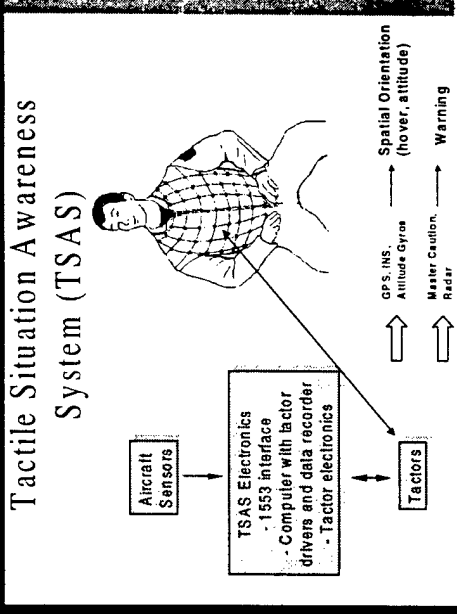 Tactile Situation Awareness
System (TSAS)
Aircraft
Sensors
TSAS Electronics
- 1553 interface
- Computer with tactor
drivers and data recorder
- Tactor electronics
Tactors
GPS, INS,
Attitude Gyros
Spatial Orientation
(hover, attitude)
Master Caution,
Radar
Warning